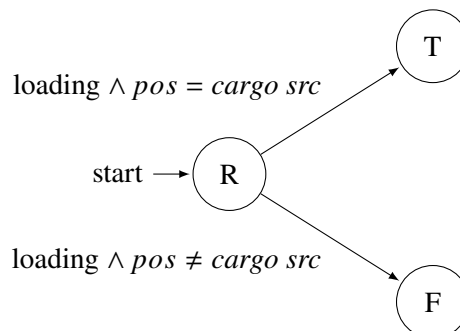 T
loading ∧ pos = cargo src
start
R
loading ∧ pos ≠ cargo src
F